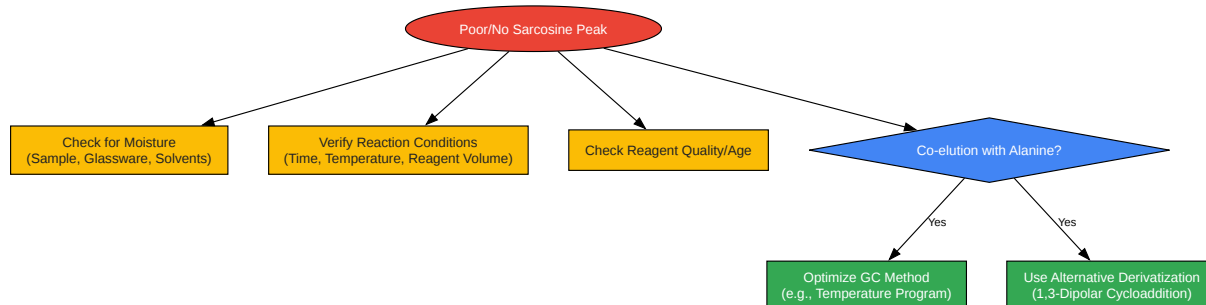 Poor/No Sarcosine Peak
Check for Moisture
(Sample, Glassware, Solvents)
Verify Reaction Conditions
(Time, Temperature, Reagent Volume)
Check Reagent Quality/Age
Co-elution with Alanine?
Yes
Yes
Optimize GC Method
(e.g., Temperature Program)
Use Alternative Derivatization
(1,3-Dipolar Cycloaddition)